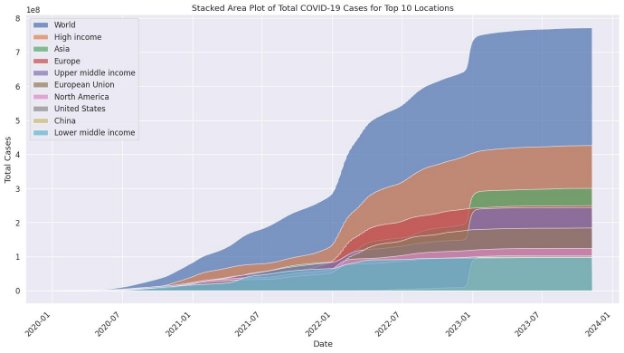 Stacked Area Plot of Total COVID-19 Cases for Top 10 Locations
1e8
World
High income
Asia
Europe
Upper middle income
European Union
North America
United States
China
Lower middle income
8
7
6
5
4
3
2
1
0
Total Cases
2020-01
2020-07
2021-01
2021-07
2022-01
2022-07
2023-01
2023-07
2024-01
Date